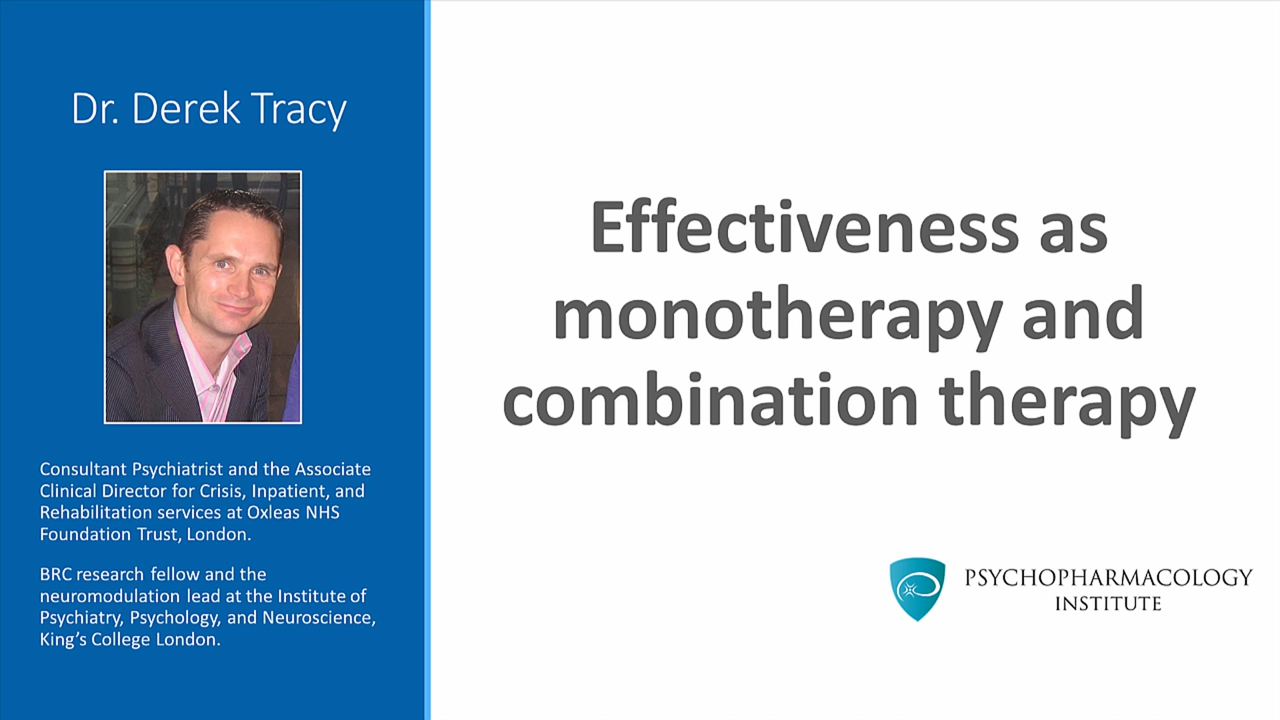 Dr. Derek Tracy
Consultant Psychiatrist and the Associate
Clinical Director for Crisis, Inpatient, and
Rehabilitation services at Oxleas NHS
Foundation Trust, London.
BRC research fellow and the
neuromodulation lead at the Institute of
Psychiatry, Psychology, and Neuroscience,
King’s College London.
Effectiveness as
monotherapy and
combination therapy
PSYCHOPHARMACOLOGY
INSTITUTE